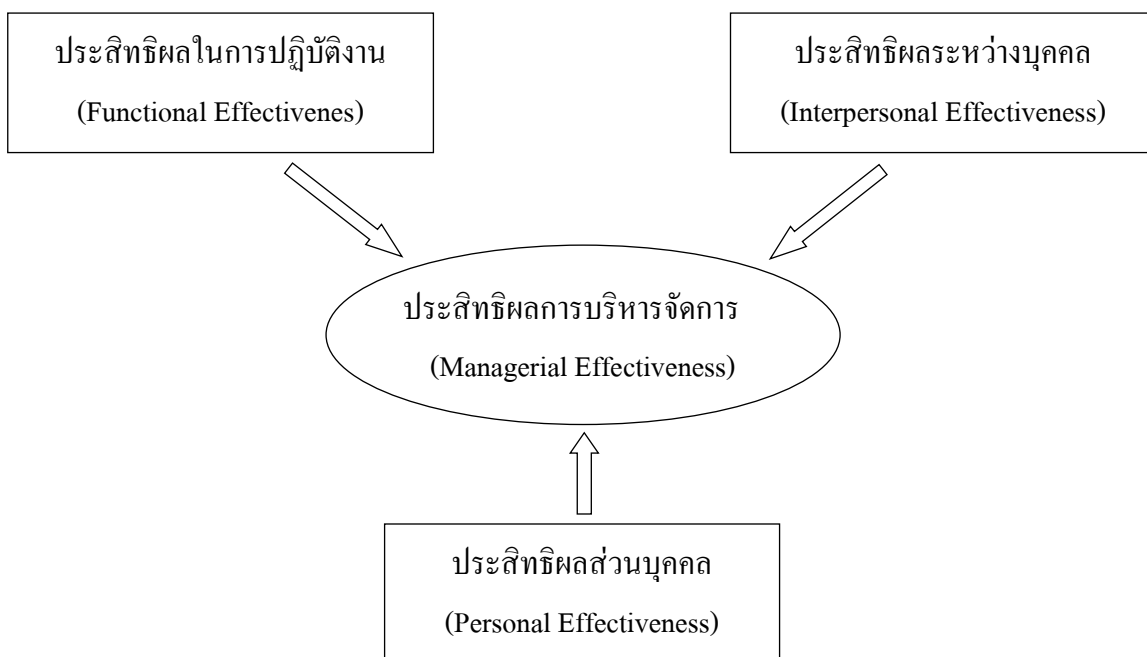 ประสิทธิผลในการปฏิบัติงาน
(Functional Effectivenes)
ประสิทธิผลระหว่างบุคคล
(Interpersonal Effectiveness)
ประสิทธิผลการบริหารจัดการ
(Managerial Effectiveness)
ประสิทธิผลส่วนบุคคล
(Personal Effectiveness)